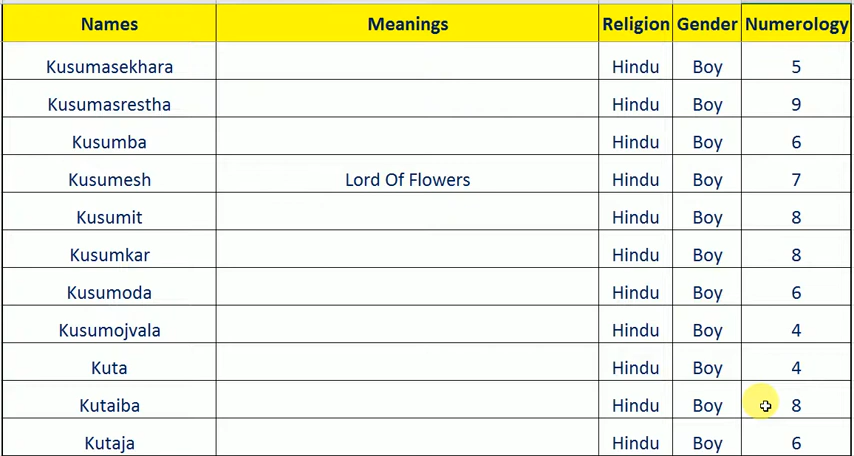 Names Meanings Religion Gender Numerology
Kusumasekhara Hindu Boy 5
Kusumasrestha Hindu Boy 9
Kusumba Hindu Boy 6
Kusumesh Lord Of Flowers Hindu Boy 7
Kusumit Hindu Boy 8
Kusumkar Hindu Boy 8
Kusumoda Hindu Boy 6
Kusumojvala Hindu Boy 4
Kuta Hindu Boy 4
Kutaiba Hindu Boy 8
Kutaja Hindu Boy 6